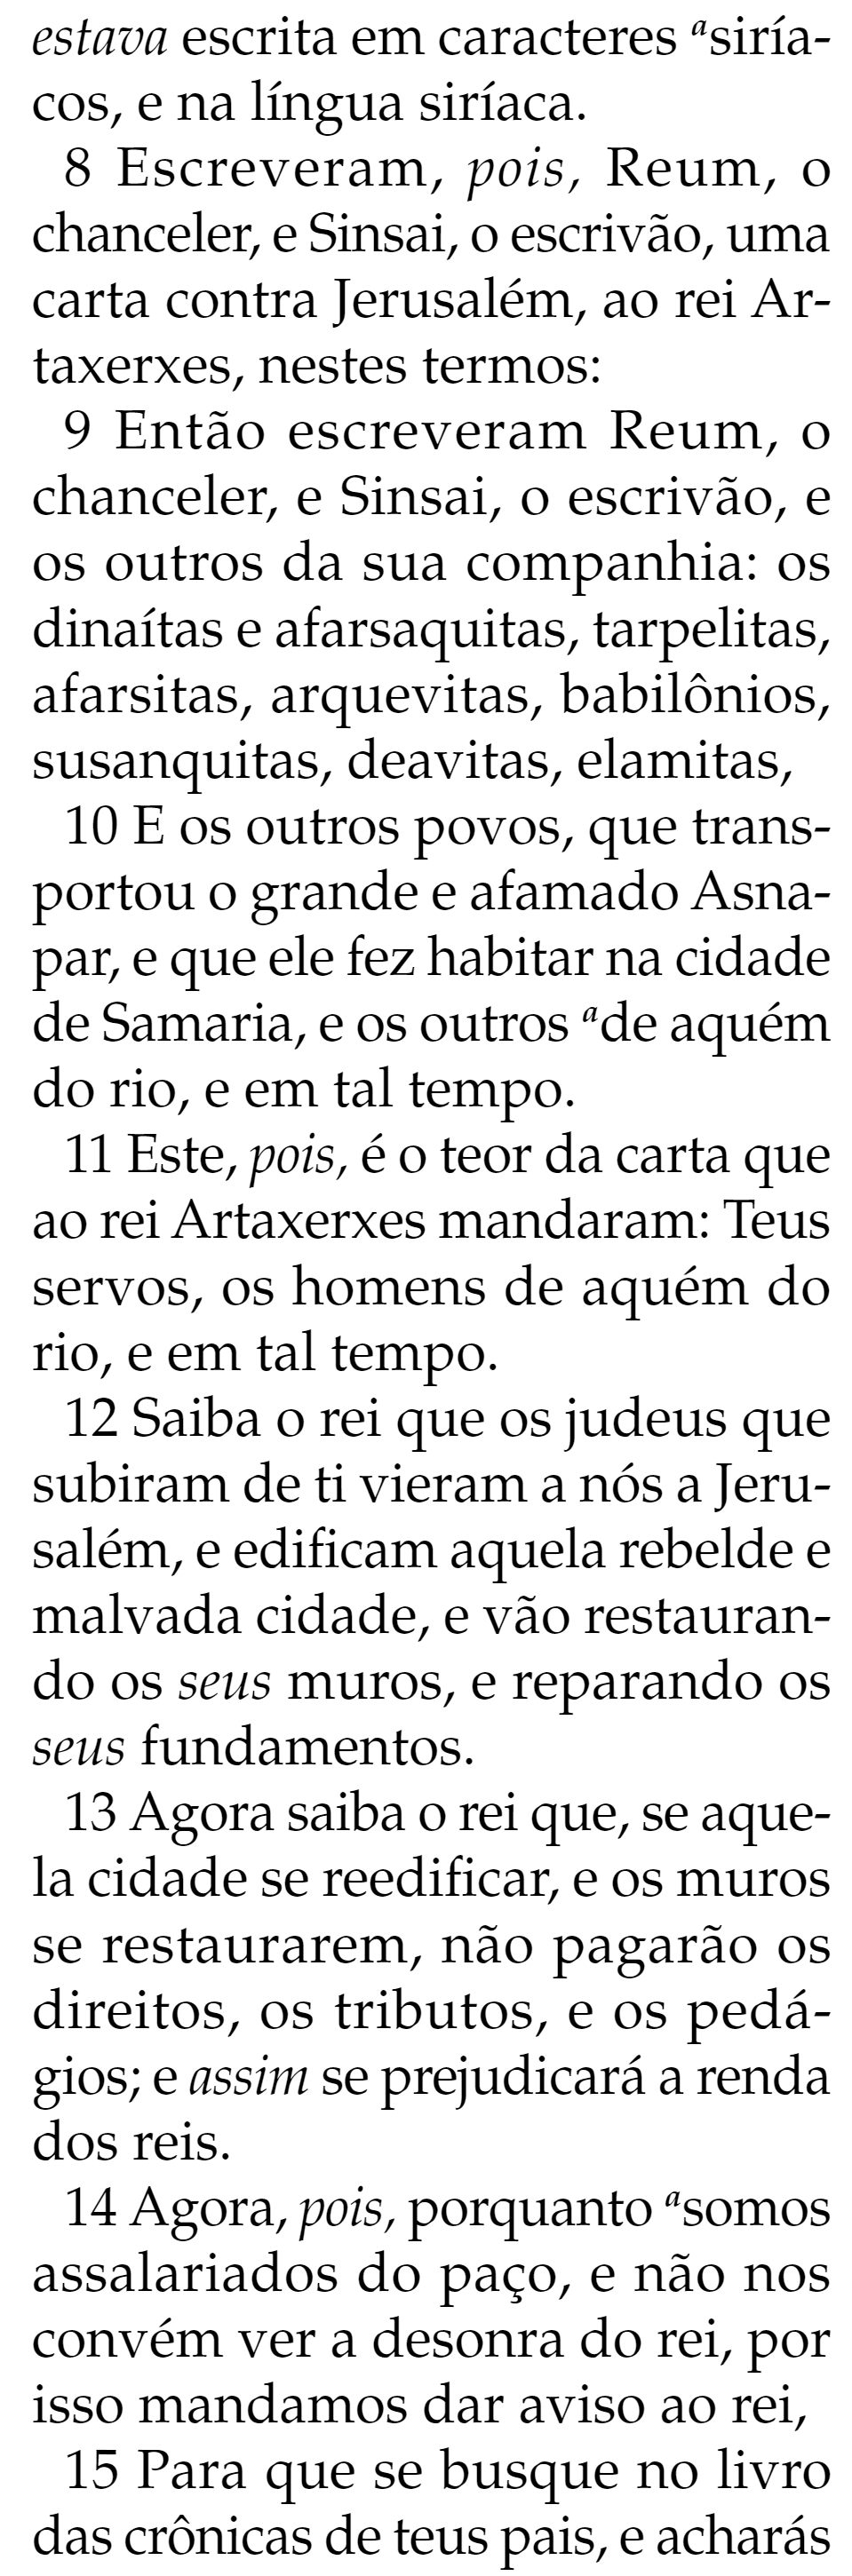 estava escrita em caracteres ªsiría-
cos, e na língua siríaca.
8 Escreveram, pois, Reum, o
chanceler, e Sinsai, o escrivão, uma
carta contra Jerusalém, ao rei Ar-
taxerxes, nestes termos:
9 Então escreveram Reum, o
chanceler, e Sinsai, o escrivão, e
os outros da sua companhia: os
dinaítas e afarsaquitas, tarpelitas,
afarsitas, arquevitas, babilônios,
susanquitas, deavitas, elamitas,
10 E os outros povos, que trans-
portou o grande e afamado Asna-
par, e que ele fez habitar na cidade
de Samaria, e os outros ªde aquém
do rio, e em tal tempo.
11 Este, pois, é o teor da carta que
ao rei Artaxerxes mandaram: Teus
servos, os homens de aquém do
rio, e em tal tempo.
12 Saiba o rei que os judeus que
subiram de ti vieram a nós a Jeru-
salém, e edificam aquela rebelde e
malvada cidade, e vão restauran-
do os seus muros, e reparando os
seus fundamentos.
13 Agora saiba o rei que, se aque-
la cidade se reedificar, e os muros
se restaurarem, não pagarão os
direitos, os tributos, e os pedá-
gios; e assim se prejudicará a renda
dos reis.
14 Agora, pois, porquanto ªsomos
assalariados do paço, e não nos
convém ver a desonra do rei, por
isso mandamos dar aviso ao rei,
15 Para que se busque no livro
das crônicas de teus pais, e acharás